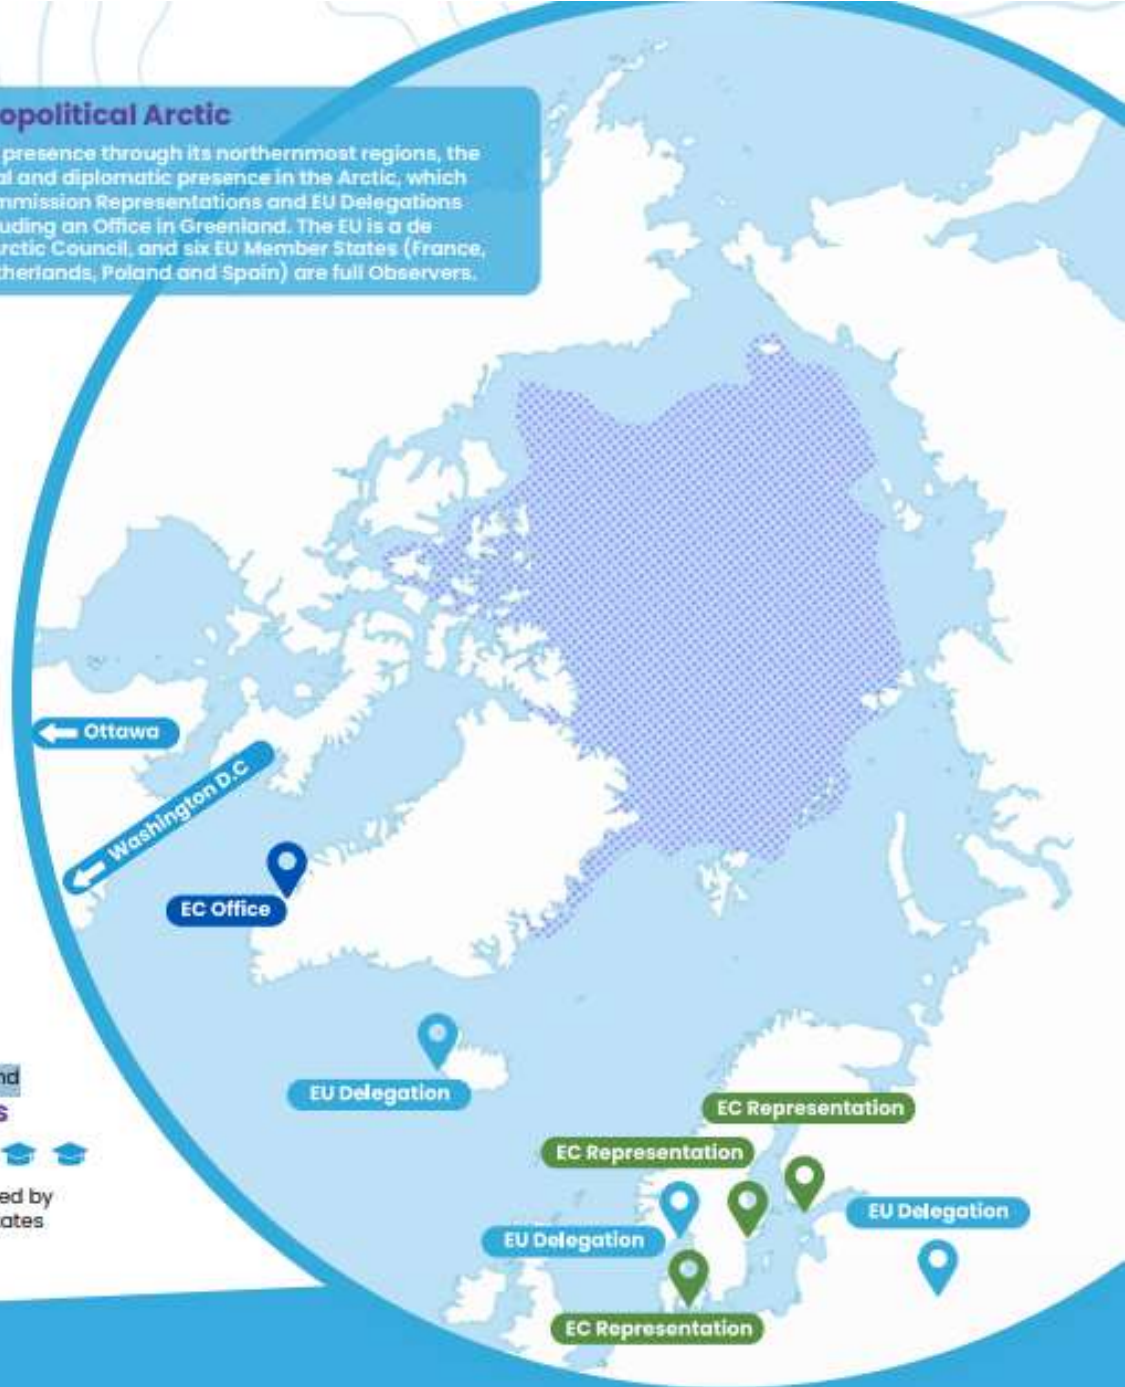 opolitical Arctic
presence through its northernmost regions, the
al and diplomatic presence in the Arctic, which
mmission Representations and EU Delegations
uding an Office in Greenland. The EU is a de
rctic Council, and six EU Member States (France,
therlands, Poland and Spain) are full Observers.
Ottawa
Washington D.C
EC Office
EU Delegation
nd
s
EC Representation
EC Representation
ed by
ates
EU Delegation
EU Delegation
EC Representation